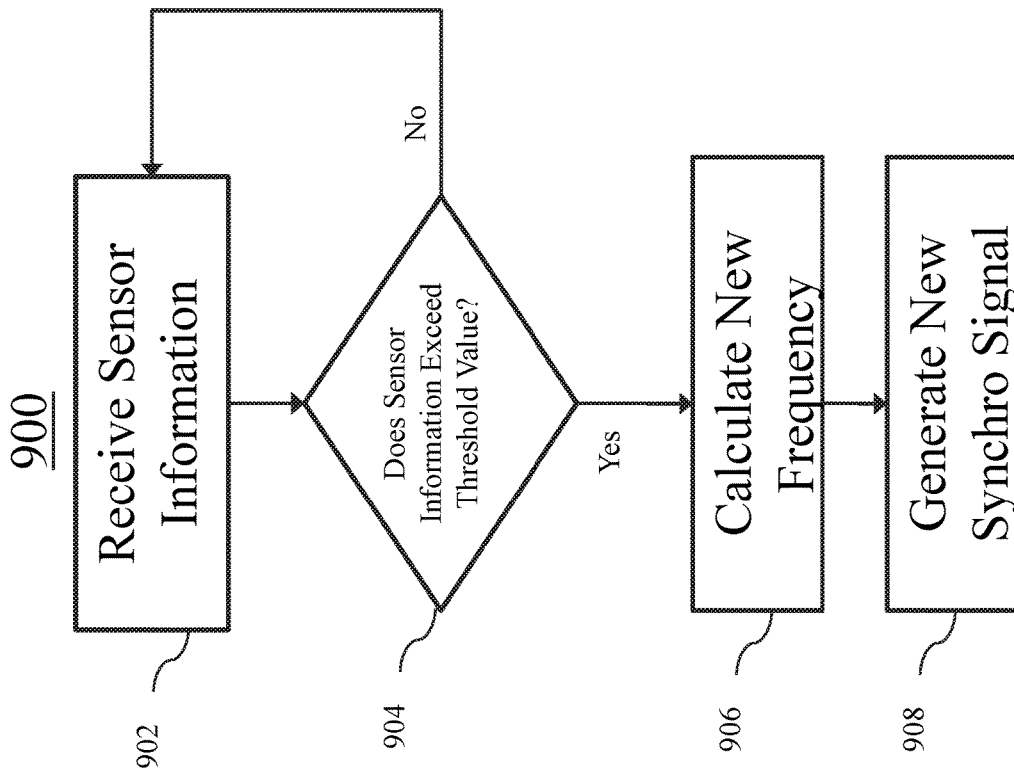 900
902
Receive Sensor
Information
904
Does Sensor
Information Exceed
Threshold Value?
No
Yes
906
Calculate New
Frequency
908
Generate New
Synchro Signal